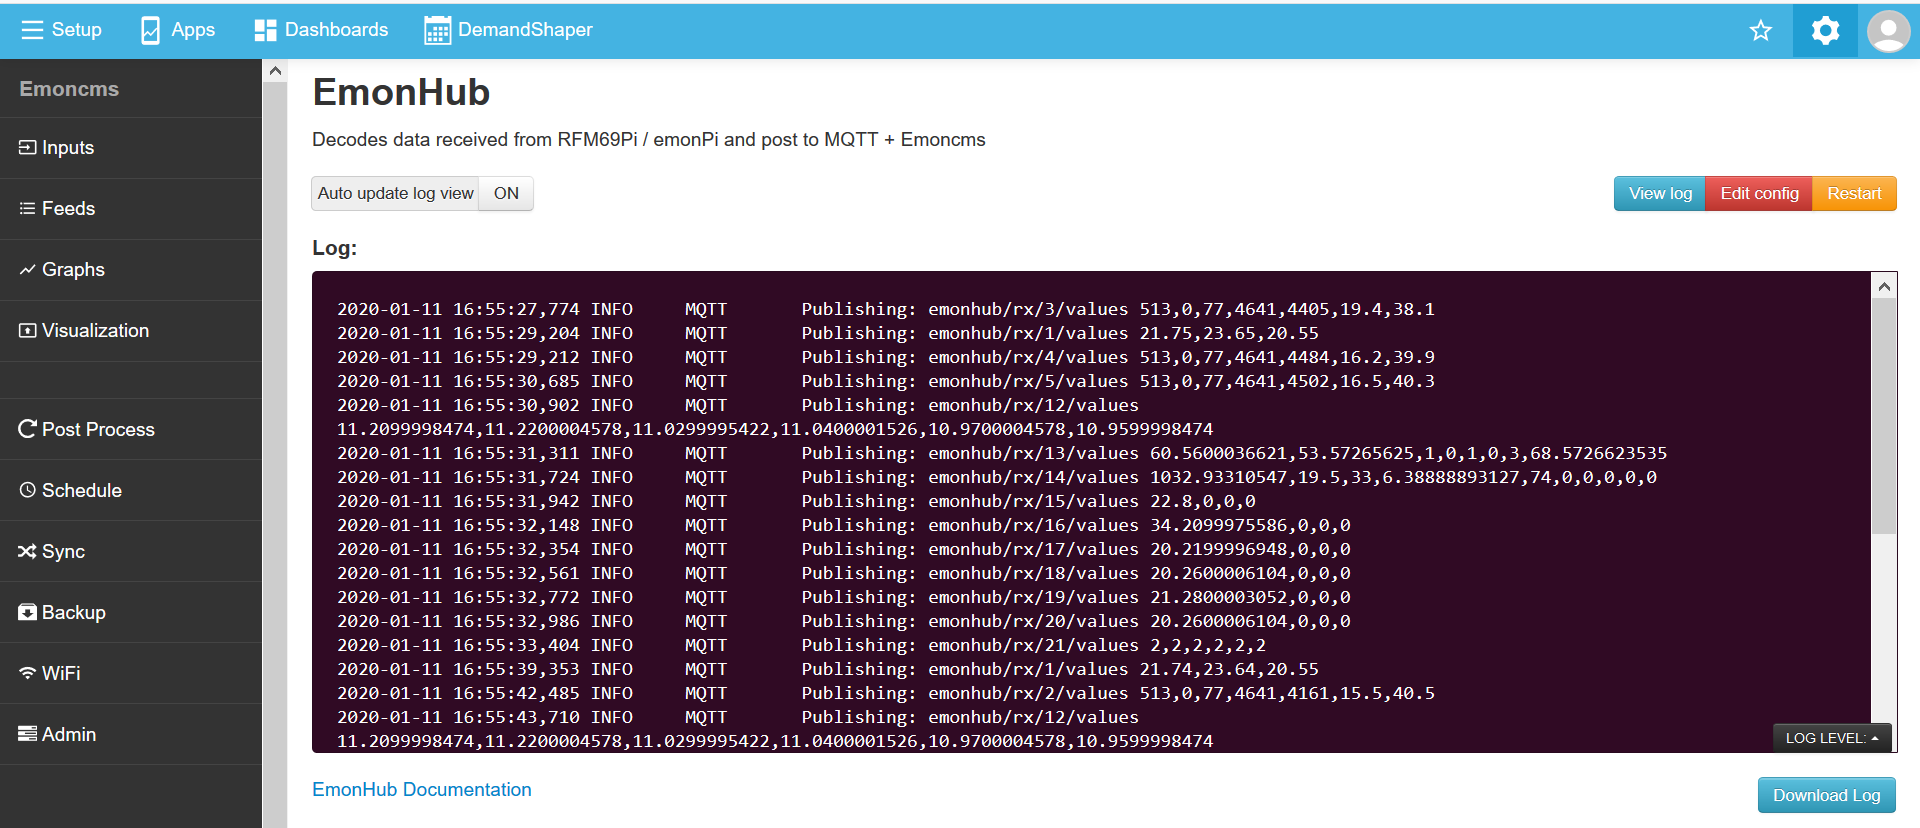 Setup Apps Dashboards DemandShaper
Emoncms
Inputs
Feeds
Graphs
Visualization
Post Process
Schedule
Sync
Backup
WiFi
Admin
EmonHub
Decodes data received from RFM69Pi / emonPi and post to MQTT + Emoncms
Auto update log view ON
View log Edit config Restart
Log:
2020-01-11 16:55:27,774 INFO MQTT Publishing: emonhub/rx/3/values 513,0,77,4641,4405,19.4,38.1
2020-01-11 16:55:29,204 INFO MQTT Publishing: emonhub/rx/1/values 21.75,23.65,20.55
2020-01-11 16:55:29,212 INFO MQTT Publishing: emonhub/rx/4/values 513,0,77,4641,4484,16.2,39.9
2020-01-11 16:55:30,685 INFO MQTT Publishing: emonhub/rx/5/values 513,0,77,4641,4502,16.5,40.3
2020-01-11 16:55:30,902 INFO MQTT Publishing: emonhub/rx/12/values
11.2099998474,11.2200004578,11.0299995422,11.0400001526,10.9700004578,10.9599998474
2020-01-11 16:55:31,311 INFO MQTT Publishing: emonhub/rx/13/values 60.5600036621,53.57265625,1,0,1,0,3,68.5726623535
2020-01-11 16:55:31,724 INFO MQTT Publishing: emonhub/rx/14/values 1032.93310547,19.5,33,6.38888893127,74,0,0,0,0,0
2020-01-11 16:55:31,942 INFO MQTT Publishing: emonhub/rx/15/values 22.8,0,0,0
2020-01-11 16:55:32,148 INFO MQTT Publishing: emonhub/rx/16/values 34.2099975586,0,0,0
2020-01-11 16:55:32,354 INFO MQTT Publishing: emonhub/rx/17/values 20.2199996948,0,0,0
2020-01-11 16:55:32,561 INFO MQTT Publishing: emonhub/rx/18/values 20.2600006104,0,0,0
2020-01-11 16:55:32,772 INFO MQTT Publishing: emonhub/rx/19/values 21.2800003052,0,0,0
2020-01-11 16:55:32,986 INFO MQTT Publishing: emonhub/rx/20/values 20.2600006104,0,0,0
2020-01-11 16:55:33,404 INFO MQTT Publishing: emonhub/rx/21/values 2,2,2,2,2,2
2020-01-11 16:55:39,353 INFO MQTT Publishing: emonhub/rx/1/values 21.74,23.64,20.55
2020-01-11 16:55:42,485 INFO MQTT Publishing: emonhub/rx/2/values 513,0,77,4641,4161,15.5,40.5
2020-01-11 16:55:43,710 INFO MQTT Publishing: emonhub/rx/12/values
11.2099998474,11.2200004578,11.0299995422,11.0400001526,10.9700004578,10.9599998474
LOG LEVEL:
EmonHub Documentation
Download Log